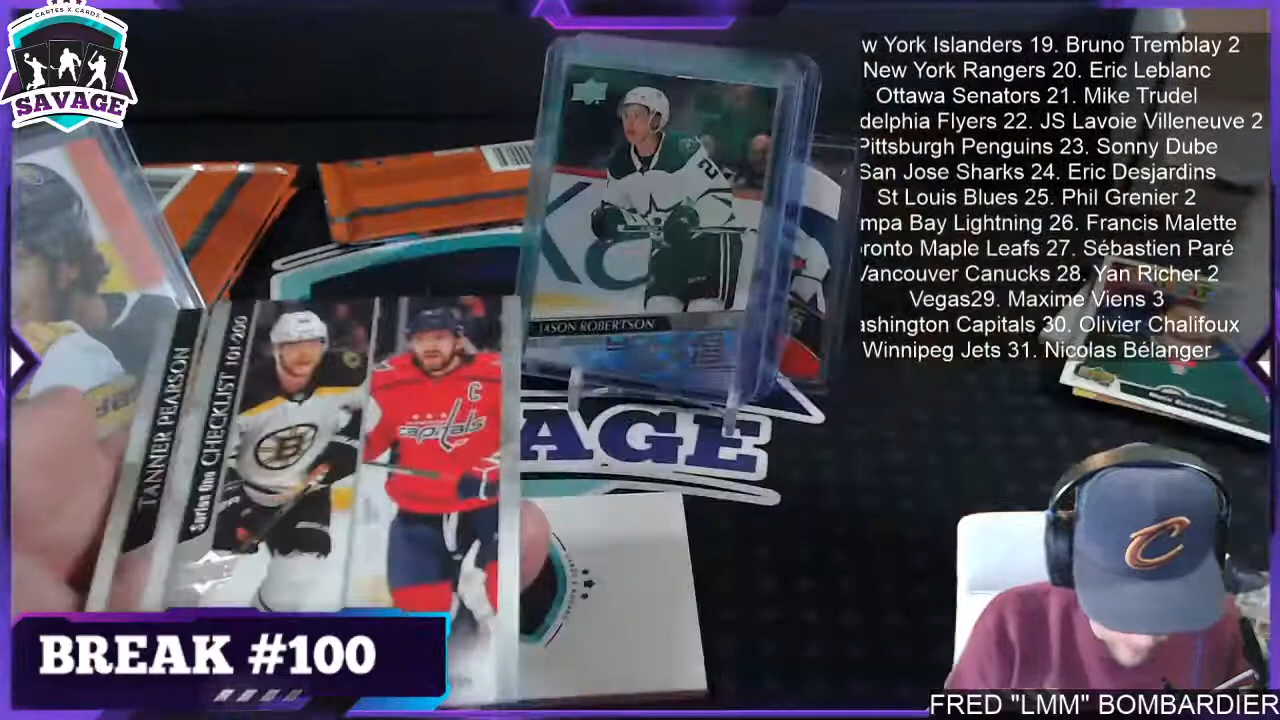 CARTES X CARDS
SAVAGE
w York Islanders 19. Bruno Tremblay 2
New York Rangers 20. Eric Leblanc
Ottawa Senators 21. Mike Trudel
delphia Flyers 22. JS Lavoie Villeneuve 2
Pittsburgh Penguins 23. Sonny Dube
San Jose Sharks 24. Eric Desjardins
St Louis Blues 25. Phil Grenier 2
mpa Bay Lightning 26. Francis Malette
oronto Maple Leafs 27. Sébastien Paré
Vancouver Canucks 28. Yan Richer 2
Vegas29. Maxime Viens 3
ashington Capitals 30. Olivier Chalifoux
Winnipeg Jets 31. Nicolas Bélanger
JASON ROBERTSON
TANNER PEARSON
Series One CHECKLIST 101-200
B
C
capitals
AGE
C
BREAK #100
FRED "LMM" BOMBARDIER